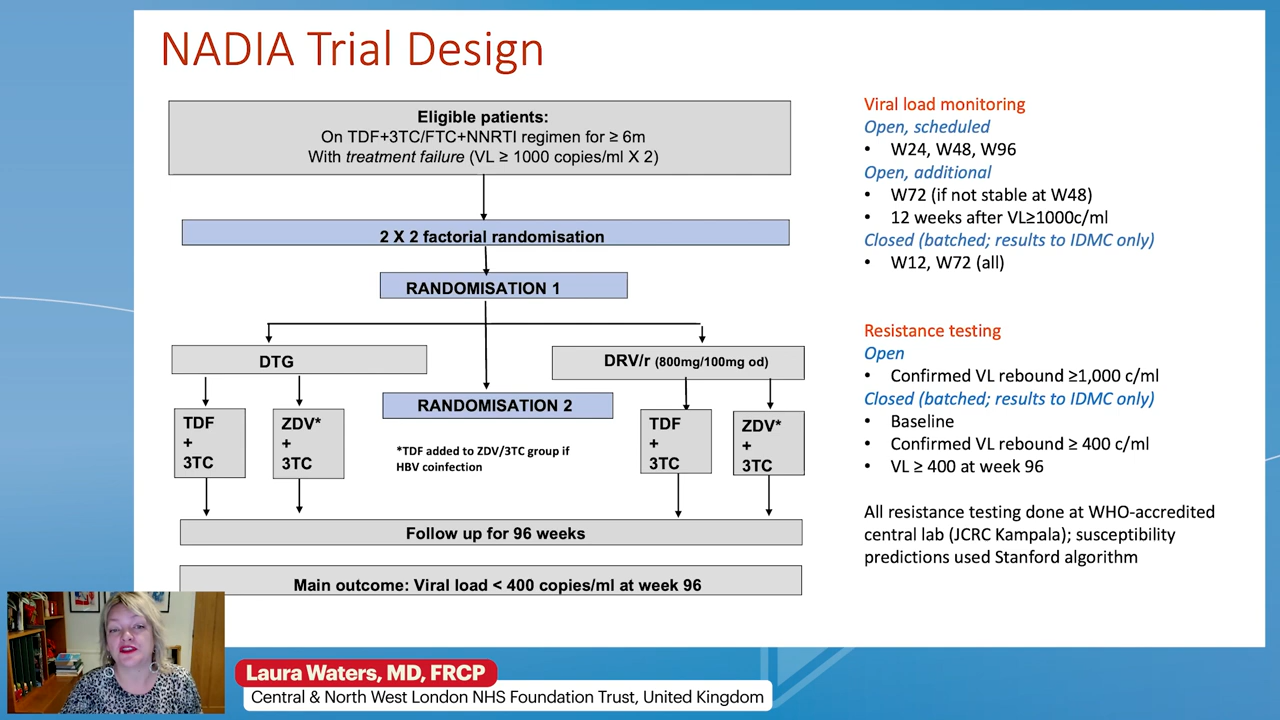 NADIA Trial Design
Eligible patients:
On TDF+3TC/FTC+NNRTI regimen for ≥ 6m
With treatment failure (VL ≥ 1000 copies/ml X 2)
2 X 2 factorial randomisation
RANDOMISATION 1
DTG
DRV/r (800mg/100mg od)
RANDOMISATION 2
TDF
+
3TC
ZDV*
+
3TC
*TDF added to ZDV/3TC group if
HBV coinfection
TDF
+
3TC
ZDV*
+
3TC
Follow up for 96 weeks
Main outcome: Viral load < 400 copies/ml at week 96
Viral load monitoring
Open, scheduled
• W24, W48, W96
Open, additional
• W72 (if not stable at W48)
• 12 weeks after VL≥1000c/ml
Closed (batched; results to IDMC only)
• W12, W72 (all)
Resistance testing
Open
• Confirmed VL rebound ≥1,000 c/ml
Closed (batched; results to IDMC only)
• Baseline
• Confirmed VL rebound ≥ 400 c/ml
• VL ≥ 400 at week 96
All resistance testing done at WHO-accredited
central lab (JCRC Kampala); susceptibility
predictions used Stanford algorithm
Laura Waters, MD, FRCP
Central & North West London NHS Foundation Trust, United Kingdom